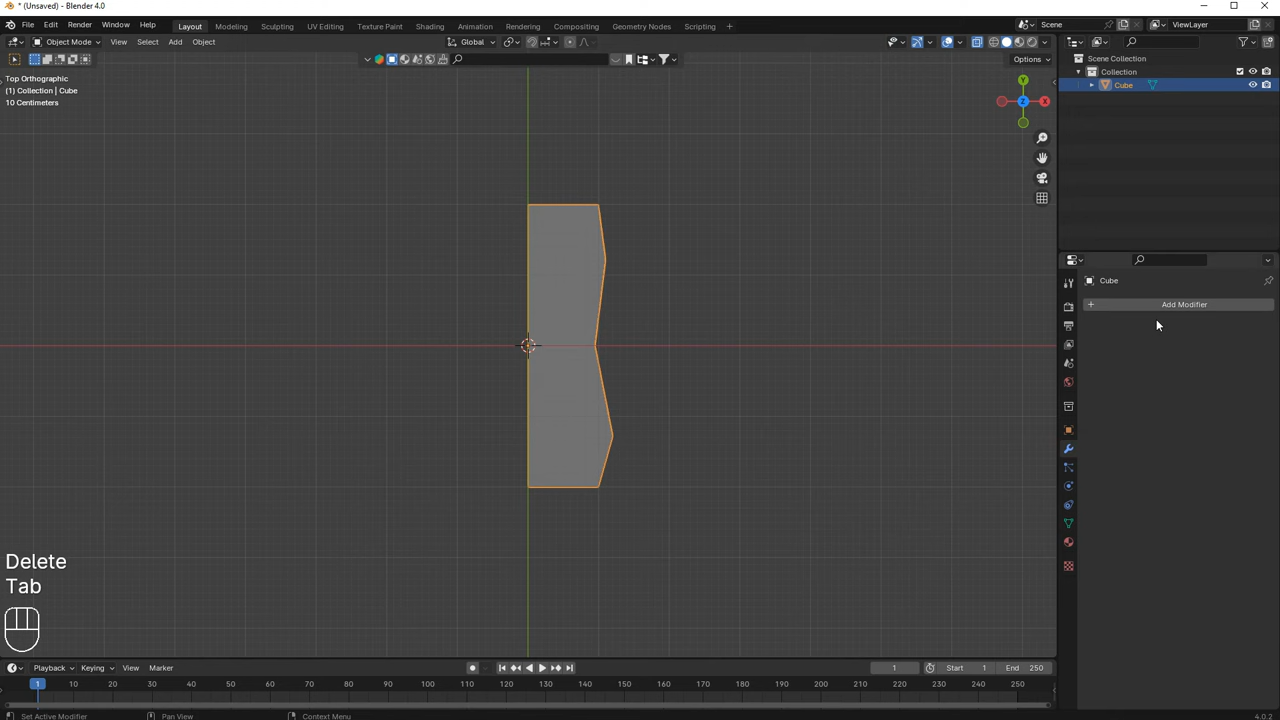 * (Unsaved) - Blender 4.0
File Edit Render Window Help Layout Modeling Sculpting UV Editing Texture Paint Shading Animation Rendering Compositing Geometry Nodes Scripting + Scene ViewLayer
Object Mode View Select Add Object Global
Options
Top Orthographic
(1) Collection | Cube
10 Centimeters
Y
X
Z
Scene Collection
Collection
Cube
Cube
+ Add Modifier
Delete
Tab
Playback Keying View Marker 1 Start 1 End 250
1 10 20 30 40 50 60 70 80 90 100 110 120 130 140 150 160 170 180 190 200 210 220 230 240 250
Set Active Modifier Pan View Context Menu 4.0.2